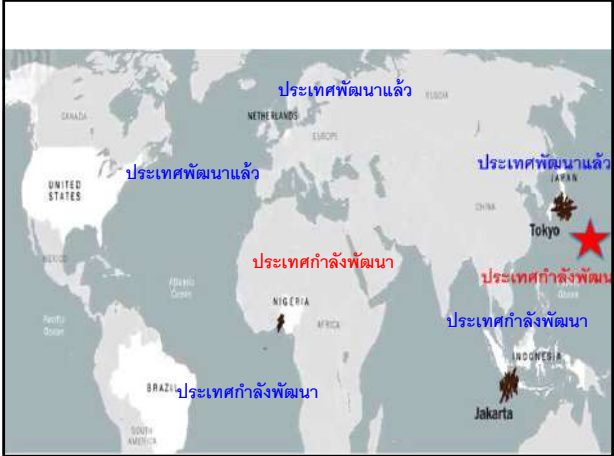 ประเทศพัฒนาแล้ว
RUSSIA
CANADA
NETHERLANDS
EUROPE
ประเทศพัฒนาแล้ว
ประเทศพัฒนาแล้ว
JAPAN
UNITED
STATES
CHINA
Tokyo
MEXICO
ประเทศกำลังพัฒนา
ประเทศกำลังพัฒน
Atlantic
Ocean
Ocean
NIGERIA
Pacific
Ocean
AFRICA
ประเทศกำลังพัฒนา
INDONESIA
BRAZIL
ประเทศกำลังพัฒนา
Jakarta
SOUTH
AMERICA